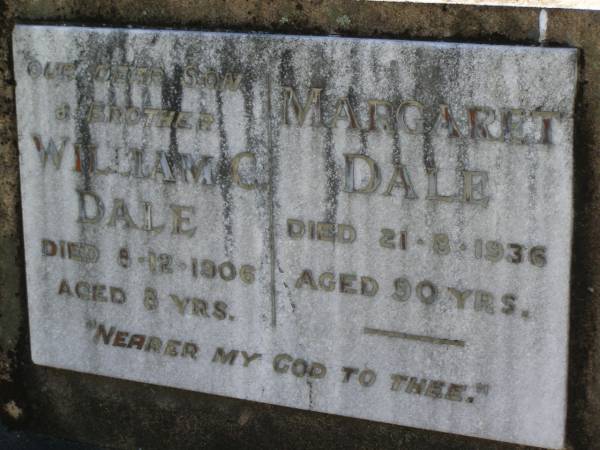 OUR DEAR SON
& BROTHER
WILLIAM C.
DALE
DIED 8-12-1906
AGED 8 YRS.
MARGARET
DALE
DIED 21-8-1936
AGED 90 YRS.
"NEARER MY GOD TO THEE."